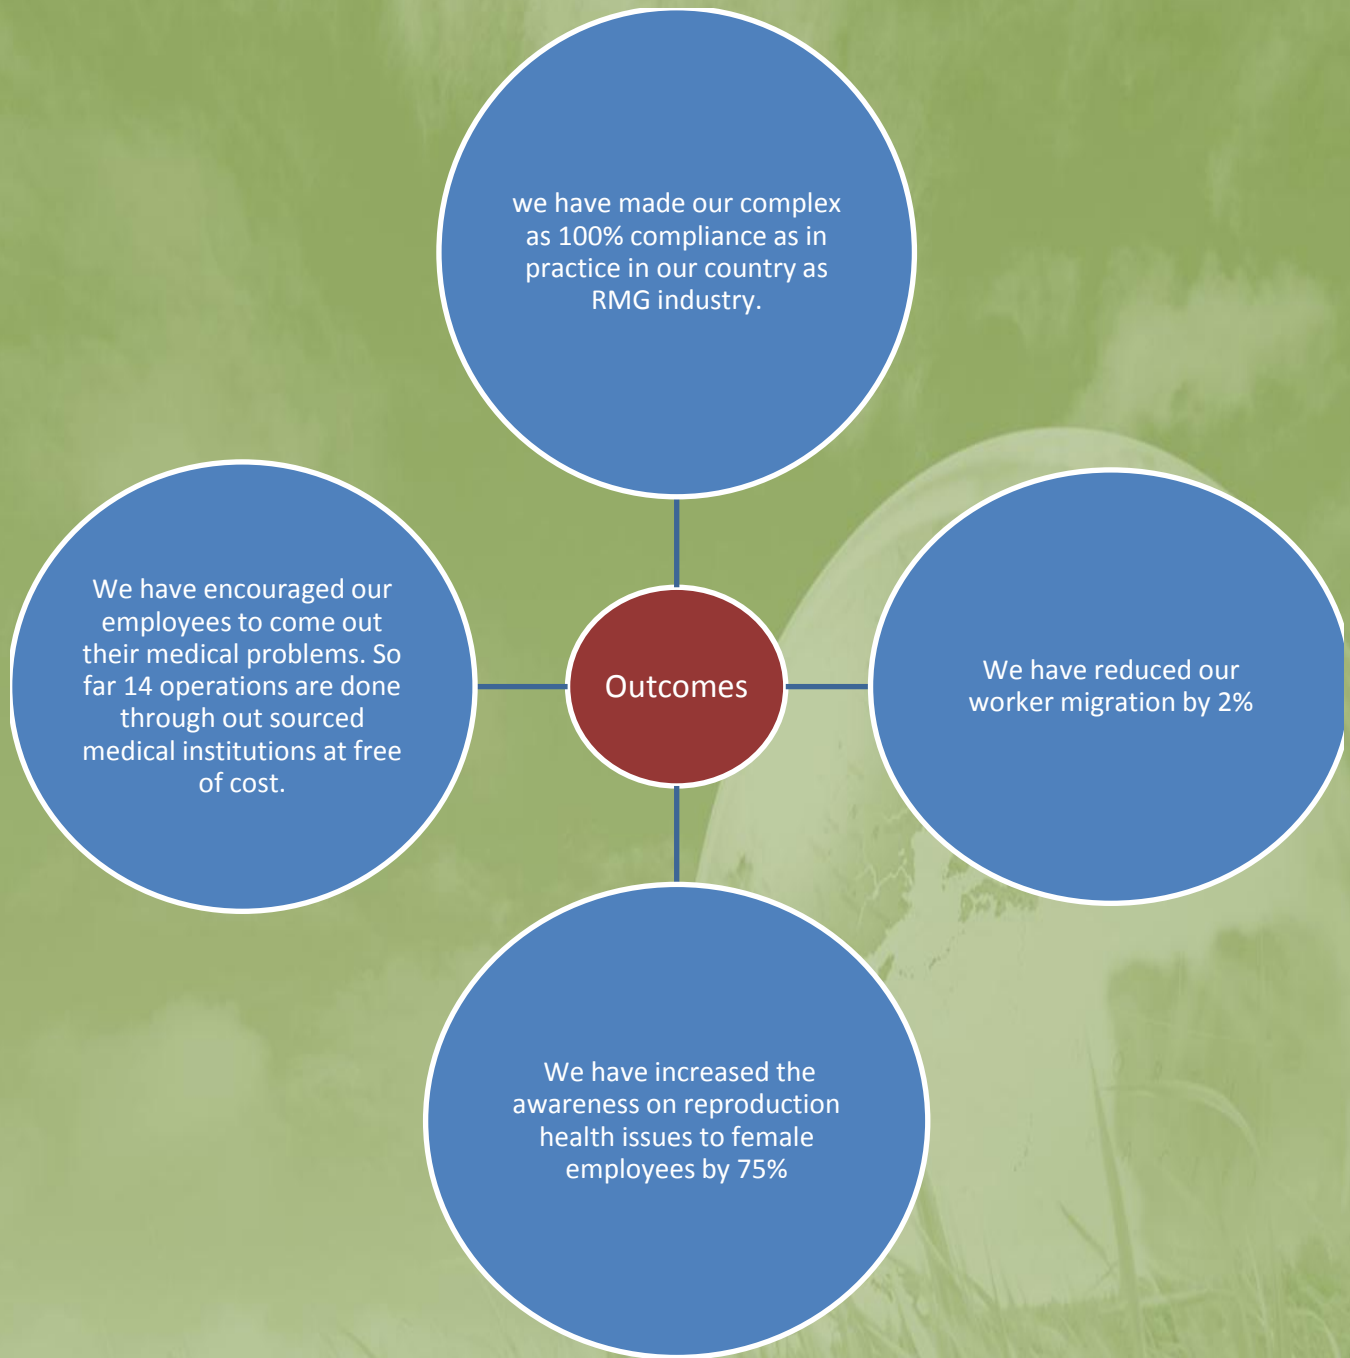 we have made our complex
as 100% compliance as in
practice in our country as
RMG industry.
We have encouraged our
employees to come out
their medical problems. So
far 14 operations are done
through out sourced
medical institutions at free
of cost.
Outcomes
We have reduced our
worker migration by 2%
We have increased the
awareness on reproduction
health issues to female
employees by 75%